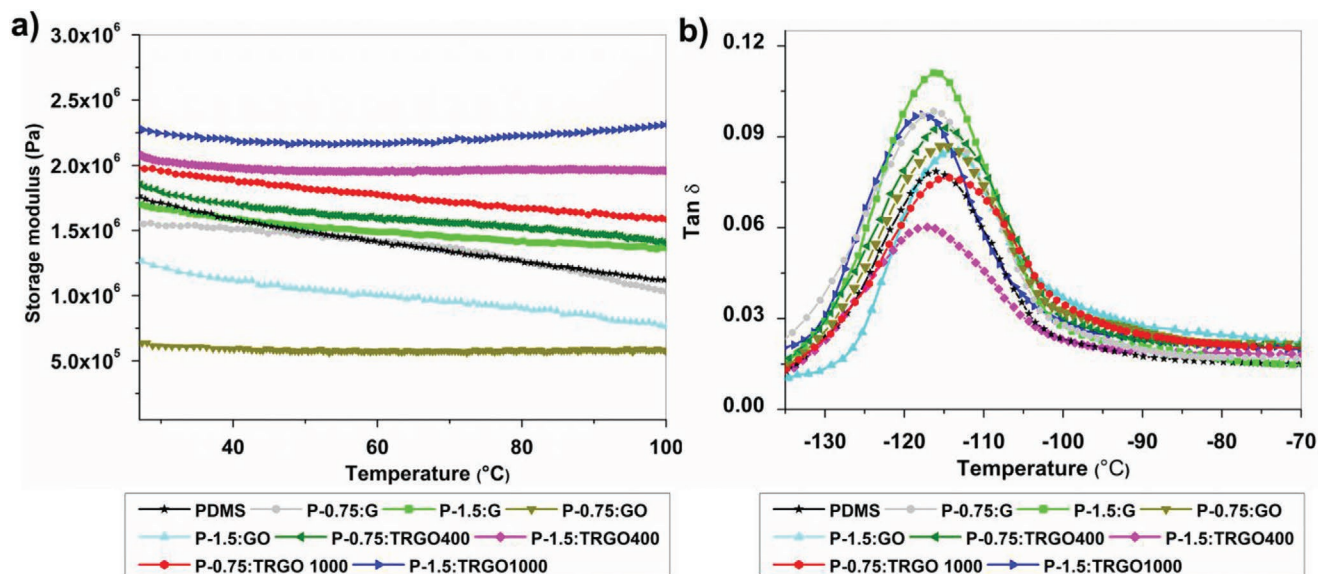 a)
3.0x10⁶
2.5x10⁶
2.0x10⁶
1.5x10⁶
1.0x10⁶
5.0x10⁵
Storage modulus (Pa)
40 60 80 100
Temperature (°C)
PDMS P-0.75:G P-1.5:G P-0.75:GO
P-1.5:GO P-0.75:TRGO400 P-1.5:TRGO400
P-0.75:TRGO 1000 P-1.5:TRGO1000
b)
0.12
0.09
0.06
0.03
0.00
Tan δ
-130 -120 -110 -100 -90 -80 -70
Temperature (°C)
PDMS P-0.75:G P-1.5:G P-0.75:GO
P-1.5:GO P-0.75:TRGO400 P-1.5:TRGO400
P-0.75:TRGO 1000 P-1.5:TRGO1000